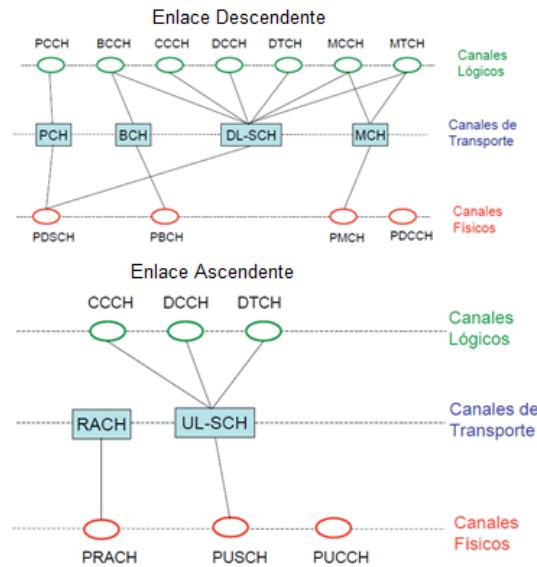 Enlace Descendente
PCCH BCCH CCCH DCCH DTCH MCCH MTCH
Canales
Lógicos
PCH BCH DL-SCH MCH
Canales de
Transporte
Canales
Físicos
PDSCH PBCH PMCH PDCCH
Enlace Ascendente
CCCH DCCH DTCH
Canales
Lógicos
RACH UL-SCH
Canales de
Transporte
Canales
Físicos
PRACH PUSCH PUCCH